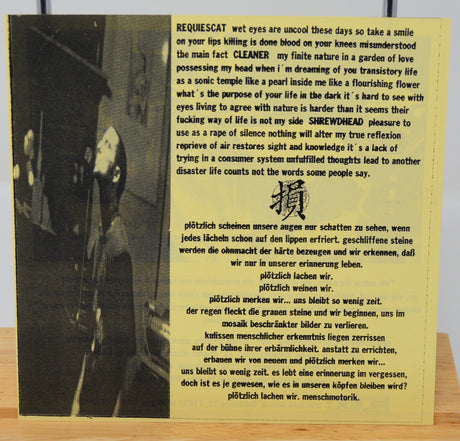 REQUIESCAT wet eyes are uncool these days so take a smile
on your lips killing is done blood on your knees misunderstood
the main fact CLEANER my finite nature in a garden of love
possessing my head when i´m dreaming of you transistory life
as a sonic temple like a pearl inside me like a flourishing flower
what´s the purpose of your life in the dark it´s hard to see with
eyes living to agree with nature is harder than it seems their
fucking way of life is not my side SHREWDHEAD pleasure to
use as a rape of silence nothing will alter my true reflexion
reprieve of air restores sight and knowledge it´s a lack of
trying in a consumer system unfulfilled thoughts lead to another
disaster life counts not the words some people say.
損
plötzlich scheinen unsere augen nur schatten zu sehen, wenn
jedes lächeln schon auf den lippen erfriert. geschliffene steine
werden die ohnmacht der härte bezeugen und wir erkennen, daß
wir nur in unserer erinnerung leben.
plötzlich lachen wir.
plötzlich weinen wir.
plötzlich merken wir... uns bleibt so wenig zeit.
der regen fleckt die grauen steine und wir beginnen, uns im
mosaik beschränkter bilder zu verlieren.
kulissen menschlicher erkenntnis liegen zerrissen
auf der bühne ihrer erbärmlichkeit. anstatt zu errichten,
erbauen wir von neuem und plötzlich merken wir...
uns bleibt so wenig zeit. es lebt eine erinnerung im vergessen,
doch ist es je gewesen, wie es in unseren köpfen bleiben wird?
plötzlich lachen wir. menschmotorik.